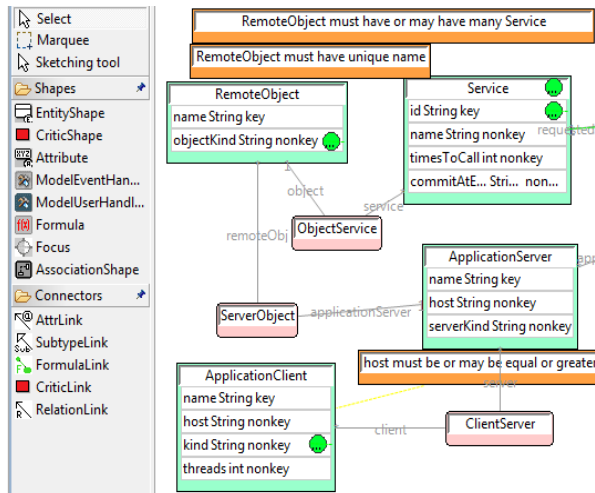 Select
Marquee
Sketching tool
Shapes
EntityShape
CriticShape
Attribute
ModelEventHan...
ModelUserHandl...
Formula
Focus
AssociationShape
Connectors
AttrLink
SubtypeLink
FormulaLink
CriticLink
RelationLink
RemoteObject must have or may have many Service
RemoteObject must have unique name
RemoteObject
name String key
objectKind String nonkey
Service
id String key
name String nonkey
requested
timesToCall int nonkey
commitAtE... Stri... non...
1
object
service
ObjectService
remoteObj
ApplicationServer
name String key
host String nonkey
serverKind String nonkey
app
ServerObject
applicationServer
host must be or may be equal or greater
server
ApplicationClient
name String key
host String nonkey
kind String nonkey
threads int nonkey
client
ClientServer